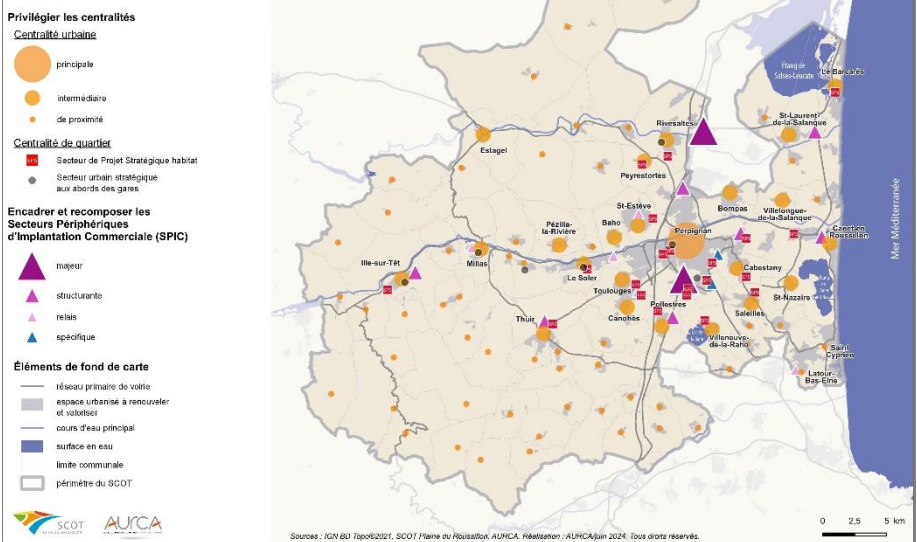 Privilégier les centralités
Centralité urbaine
principale
intermédiaire
de proximité
Centralité de quartier
SPS
Secteur de Projet Stratégique habitat
Secteur urbain stratégique
aux abords des gares
Encadrer et recomposer les
Secteurs Périphériques
d'Implantation Commerciale (SPIC)
majeur
structurante
relais
spécifique
Éléments de fond de carte
réseau primaire de voirie
espace urbanisé à renouveler
et valoriser
cours d'eau principal
surface en eau
limite communale
périmètre du SCOT
SCOT
AURCA
Étang de
Salses-Leucate
Le Barcarès
St-Laurent-
de-la-Salanque
Rivesaltes
Estagel
Peyrestortes
St-Estève
Baho
Pézilla-
la-Rivière
Bompas
Villelongue-
de-la-Salanque
Perpignan
Canet-en
Roussillon
Mer Méditerranée
Ille-sur-Têt
Millas
Le Soler
Toulouges
Cabestany
St-Nazaire
Pollestres
Canohès
Saleilles
Thuir
Villeneuve-
de-la-Raho
Saint
Cyprien
Latour-
Bas-Elne
0 2,5 5 km
Sources : IGN BD Topo©2021, SCOT Plaine du Roussillon, AURCA. Réalisation : AURCA/juin 2024. Tous droits réservés.